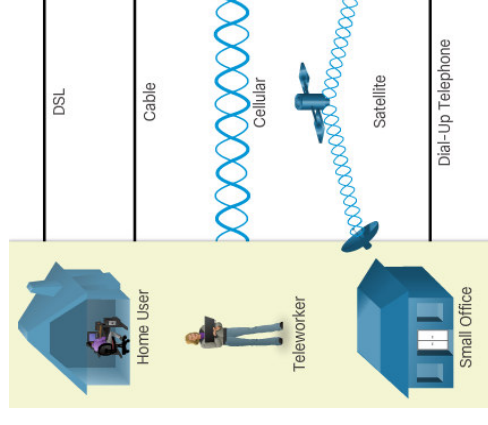 Home User
Teleworker
Small Office
DSL
Cable
Cellular
Satellite
Dial-Up Telephone